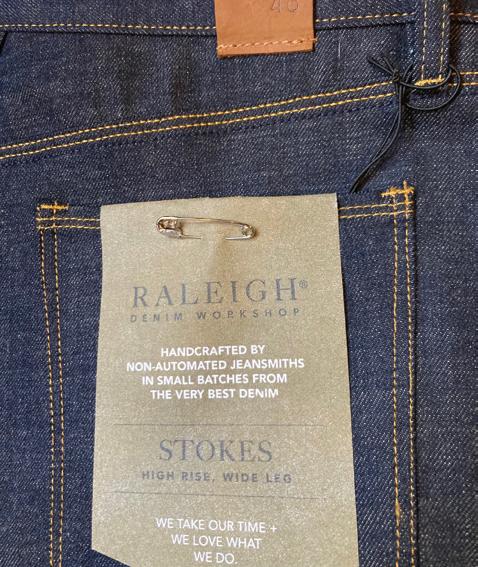 40
RALEIGH®
DENIM WORKSHOP
HANDCRAFTED BY
NON-AUTOMATED JEANSMITHS
IN SMALL BATCHES FROM
THE VERY BEST DENIM
STOKES
HIGH RISE, WIDE LEG
WE TAKE OUR TIME +
WE LOVE WHAT
WE DO.